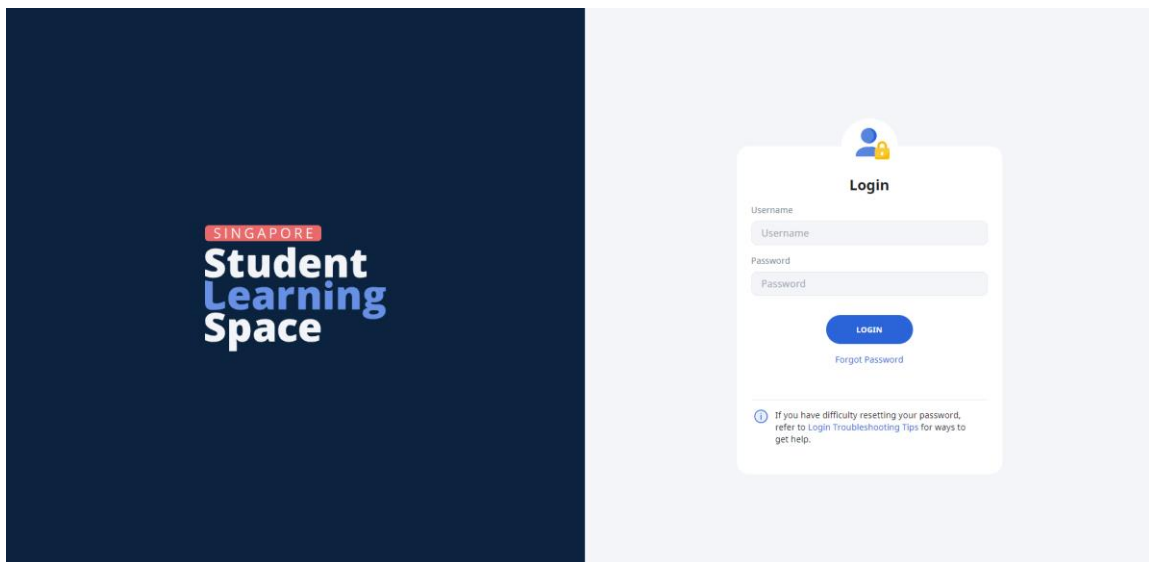 SINGAPORE
Student
Learning
Space
Login
Username
Username
Password
Password
LOGIN
Forgot Password
If you have difficulty resetting your password,
refer to Login Troubleshooting Tips for ways to
get help.